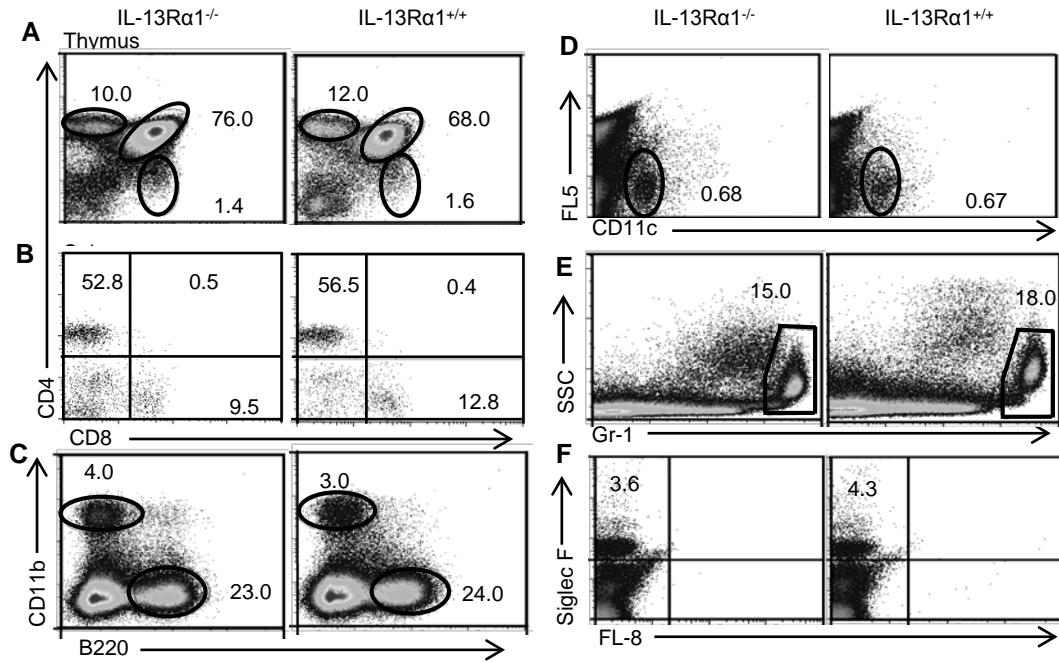 IL-13Rα1-/-
IL-13Rα1+/+
IL-13Rα1-/-
IL-13Rα1+/+
A
Thymus
10.0
76.0
1.4
12.0
68.0
1.6
B
52.8
0.5
9.5
56.5
0.4
12.8
CD4
CD8
C
4.0
23.0
3.0
24.0
CD11b
B220
D
0.68
0.67
FL5
CD11c
E
15.0
18.0
SSC
Gr-1
F
3.6
4.3
Siglec F
FL-8